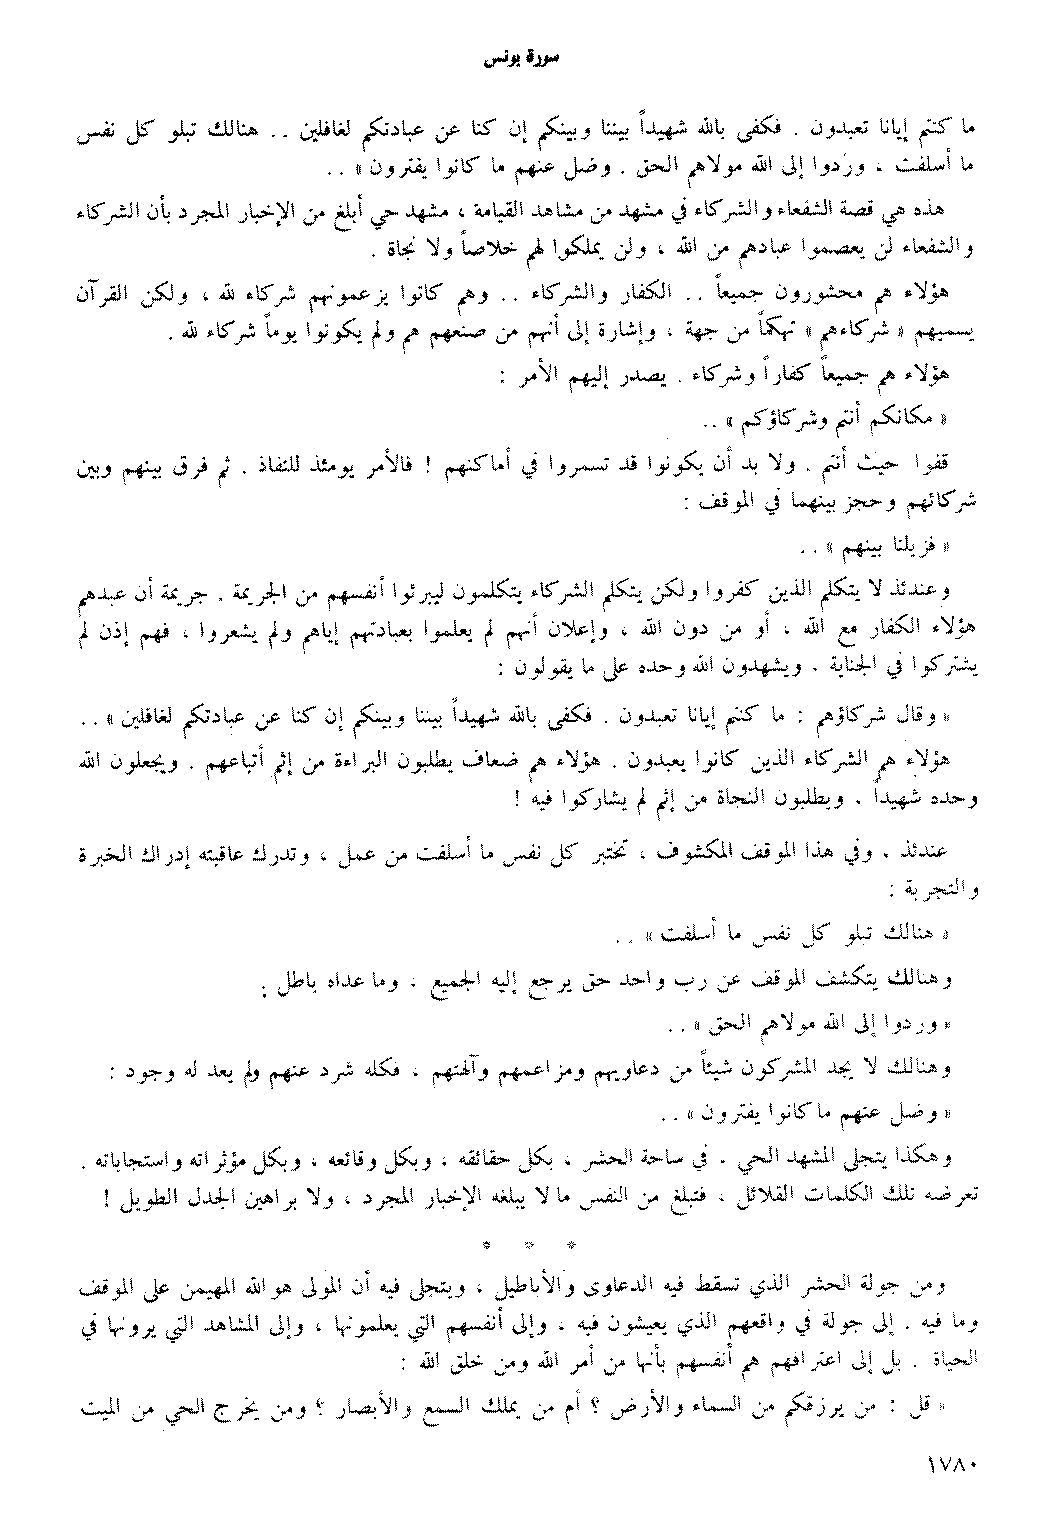 سورة يونس
ما كنتم إيانا تعبدون . فكفى بالله شهيداً بيننا وبينكم إن كنا عن عبادتكم لغافلين .. هنالك تبلو كل نفس
ما أسلفت ، وردوا إلى الله مولاهم الحق . وضل عنهم ما كانوا يفترون » ..
هذه هي قصة الشفعاء والشركاء في مشهد من مشاهد القيامة ، مشهد حي أبلغ من الإخبار المجرد بأن الشركاء
والشفعاء لن يعصموا عبادهم من الله ، ولن يملكوا لهم خلاصاً ولا نجاة .
هؤلاء هم محشورون جميعاً .. الكفار والشركاء .. وهم كانوا يزعمونهم شركاء لله ، ولكن القرآن
يسميهم « شركاءهم » تهكماً من جهة ، وإشارة إلى أنهم من صنعهم هم ولم يكونوا يوماً شركاء لله .
هؤلاء هم جميعاً كفاراً وشركاء . يصدر إليهم الأمر :
« مكانكم أنتم وشركاؤكم » ..
قفوا حيث أنتم . ولا بد أن يكونوا قد تسمروا في أماكنهم ! فالأمر يومئذ للنفاذ . ثم فرق بينهم وبين
شركائهم وحجز بينهما في الموقف :
« فزيلنا بينهم » ..
وعندئذ لا يتكلم الذين كفروا ولكن يتكلم الشركاء يتكلمون ليبرئوا أنفسهم من الجريمة . جريمة أن عبدهم
هؤلاء الكفار مع الله ، أو من دون الله ، وإعلان أنهم لم يعلموا بعبادتهم إياهم ولم يشعروا ، فهم إذن لم
يشتركوا في الجناية . ويشهدون الله وحده على ما يقولون :
« وقال شركاؤهم : ما كنتم إيانا تعبدون . فكفى بالله شهيداً بيننا وبينكم إن كنا عن عبادتكم لغافلين » ..
هؤلاء هم الشركاء الذين كانوا يعبدون . هؤلاء هم ضعاف يطلبون البراءة من إثم أتباعهم . ويجعلون الله
وحده شهيداً . ويطلبون النجاة من إثم لم يشاركوا فيه !
عندئذ . وفي هذا الموقف المكشوف ، تختبر كل نفس ما أسلفت من عمل ، وتدرك عاقبته إدراك الخبرة
والتجربة :
« هنالك تبلو كل نفس ما أسلفت » ..
وهنالك يتكشف الموقف عن رب واحد حق يرجع إليه الجميع ، وما عداه باطل :
« وردوا إلى الله مولاهم الحق » ..
وهنالك لا يجد المشركون شيئاً من دعاويهم ومزاعمهم وآلهتهم ، فكله شرد عنهم ولم يعد له وجود :
« وضل عنهم ما كانوا يفترون » ..
وهكذا يتجلى المشهد الحي . في ساحة الحشر ، بكل حقائقه ، وبكل وقائعه ، وبكل مؤثراته واستجاباته .
تعرضه تلك الكلمات القلائل ، فتبلغ من النفس ما لا يبلغه الإخبار المجرد ، ولا براهين الجدل الطويل !
* * *
ومن جولة الحشر الذي تسقط فيه الدعاوى والأباطيل ، ويتجلى فيه أن المولى هو الله المهيمن على الموقف
وما فيه . إلى جولة في واقعهم الذي يعيشون فيه ، وإلى أنفسهم التي يعلمونها ، وإلى المشاهد التي يرونها في
الحياة . بل إلى اعترافهم هم أنفسهم بأنها من أمر الله ومن خلق الله :
« قل : من يرزقكم من السماء والأرض ؟ أم من يملك السمع والأبصار ؟ ومن يخرج الحي من الميت
١٧٨٠